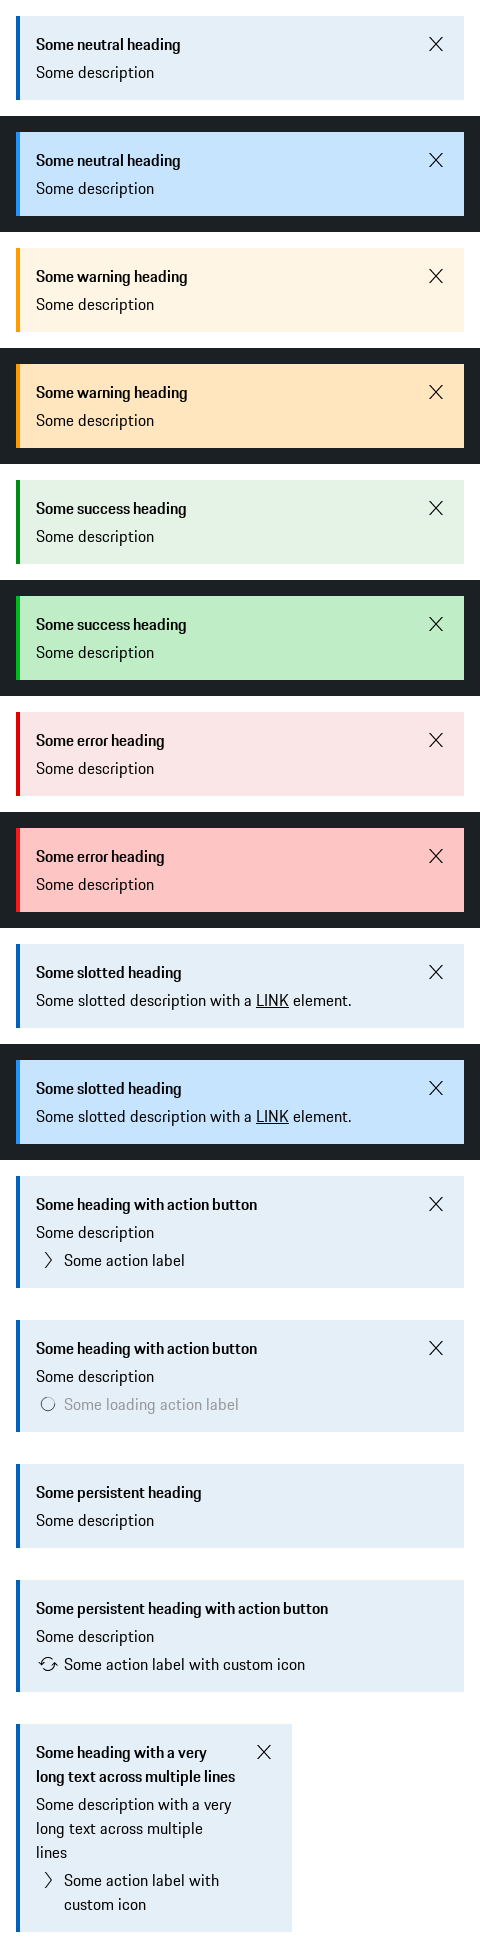 Some neutral heading
Some description
Some neutral heading
Some description
Some warning heading
Some description
Some warning heading
Some description
Some success heading
Some description
Some success heading
Some description
Some error heading
Some description
Some error heading
Some description
Some slotted heading
Some slotted description with a LINK element.
Some slotted heading
Some slotted description with a LINK element.
Some heading with action button
Some description
Some action label
Some heading with action button
Some description
Some loading action label
Some persistent heading
Some description
Some persistent heading with action button
Some description
Some action label with custom icon
Some heading with a very
long text across multiple lines
Some description with a very
long text across multiple
lines
Some action label with
custom icon